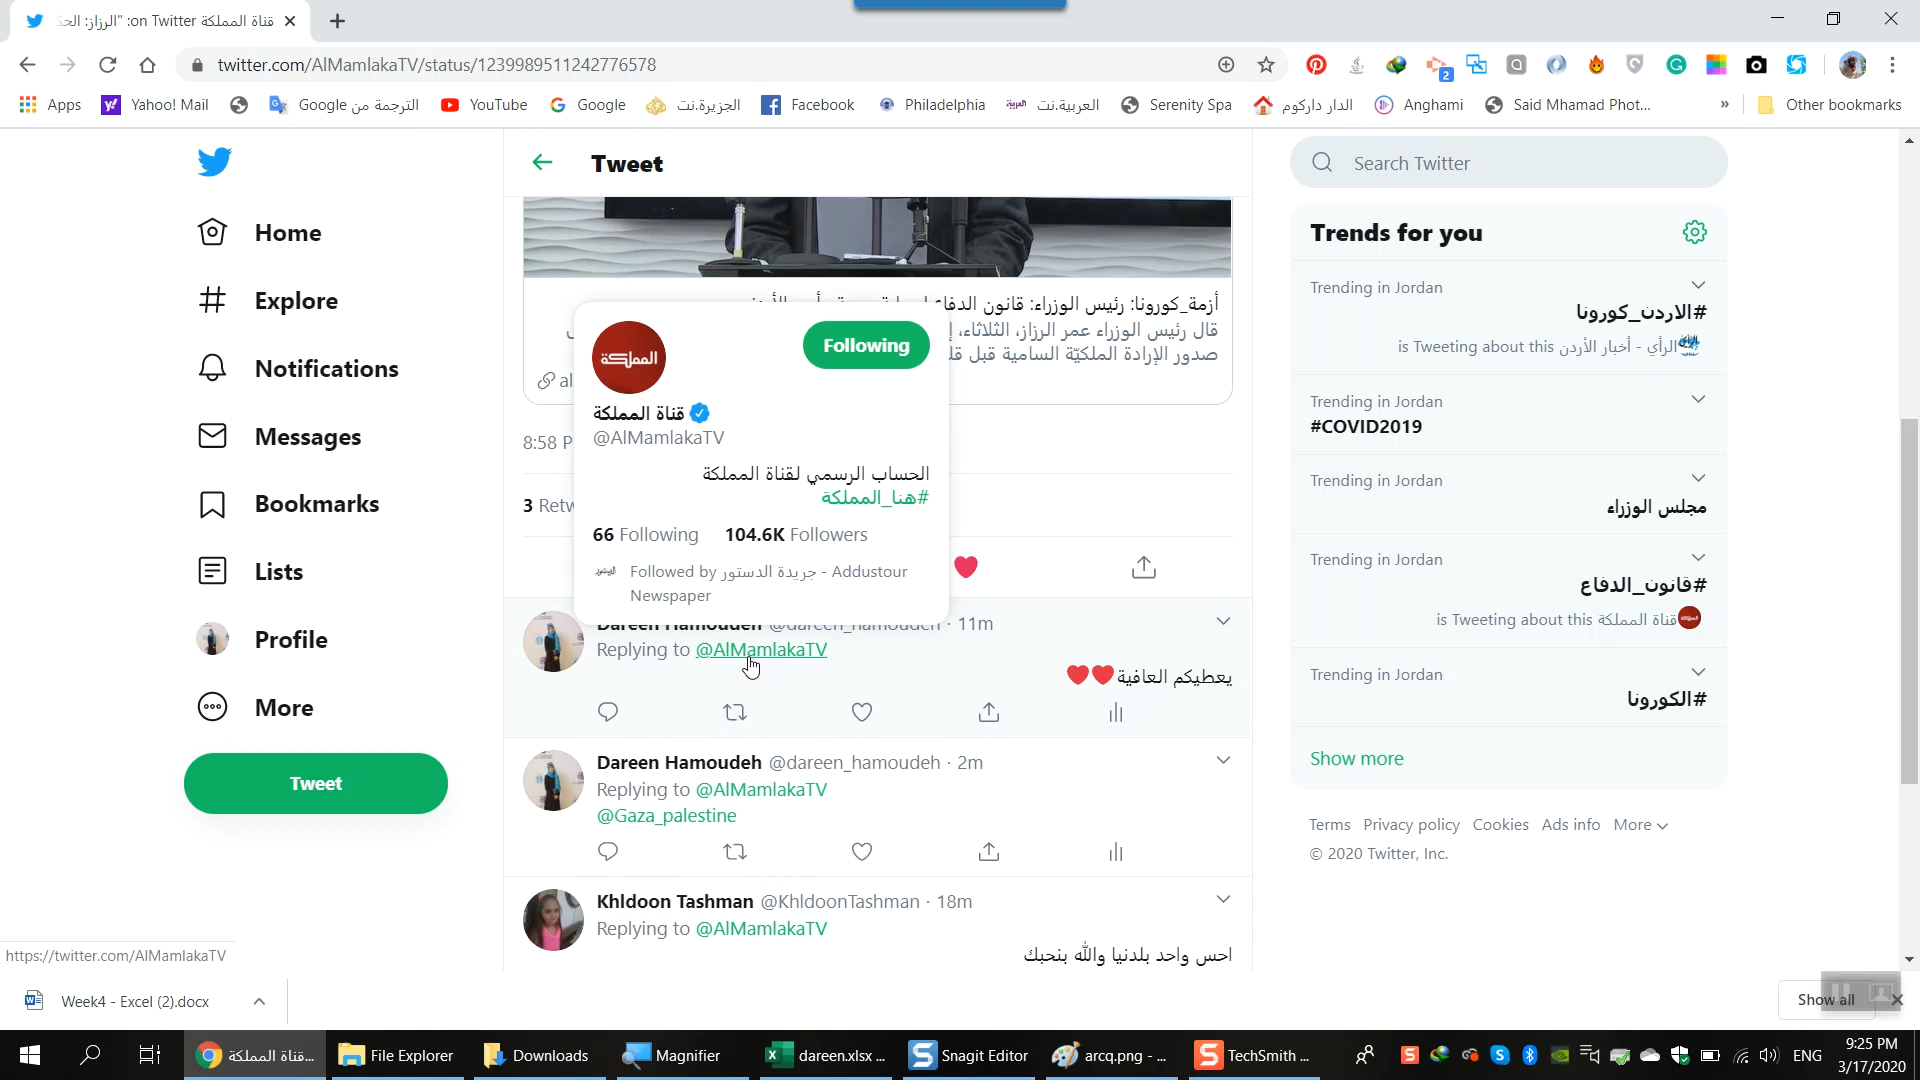 قناة المملكة on Twitter: "الرزاز: الحك
twitter.com/AlMamlakaTV/status/1239989511242776578
2
Apps
Yahoo! Mail
الترجمة من Google
YouTube
Google
الجزيرة.نت
Facebook
Philadelphia
العربية.نت
Serenity Spa
الدار داركوم
Anghami
Said Mhamad Phot...
»
Other bookmarks
Home
Explore
Notifications
Messages
Bookmarks
Lists
Profile
More
Tweet
Tweet
أزمة_كورونا: رئيس الوزراء: قانون الدفاع
قال رئيس الوزراء عمر الرزاز، الثلاثاء، إ
صدور الإرادة الملكيّة السامية قبل قل
al
8:58 P
3 Retw
المملكة
Following
قناة المملكة
@AlMamlakaTV
الحساب الرسمي لقناة المملكة
#هنا_المملكة
66 Following 104.6K Followers
الدستور
Followed by جريدة الدستور - Addustour
Newspaper
Dareen Hamoudeh @dareen_hamoudeh · 11m
Replying to @AlMamlakaTV
يعطيكم العافية❤️❤️
Dareen Hamoudeh @dareen_hamoudeh · 2m
Replying to @AlMamlakaTV
@Gaza_palestine
Khldoon Tashman @KhldoonTashman · 18m
Replying to @AlMamlakaTV
احس واحد بلدنيا والله بنحبك
Search Twitter
Trends for you
Trending in Jordan
#الاردن_كورونا
الرأي - أخبار الأردن is Tweeting about this
Trending in Jordan
#COVID2019
Trending in Jordan
مجلس الوزراء
Trending in Jordan
#قانون_الدفاع
قناة المملكة is Tweeting about this
Trending in Jordan
#الكورونا
Show more
Terms Privacy policy Cookies Ads info More
© 2020 Twitter, Inc.
https://twitter.com/AlMamlakaTV
Week4 - Excel (2).docx
Show all
قناة المملكة...
File Explorer
Downloads
Magnifier
dareen.xlsx ...
Snagit Editor
arcq.png - ...
TechSmith ...
ENG
9:25 PM
3/17/2020